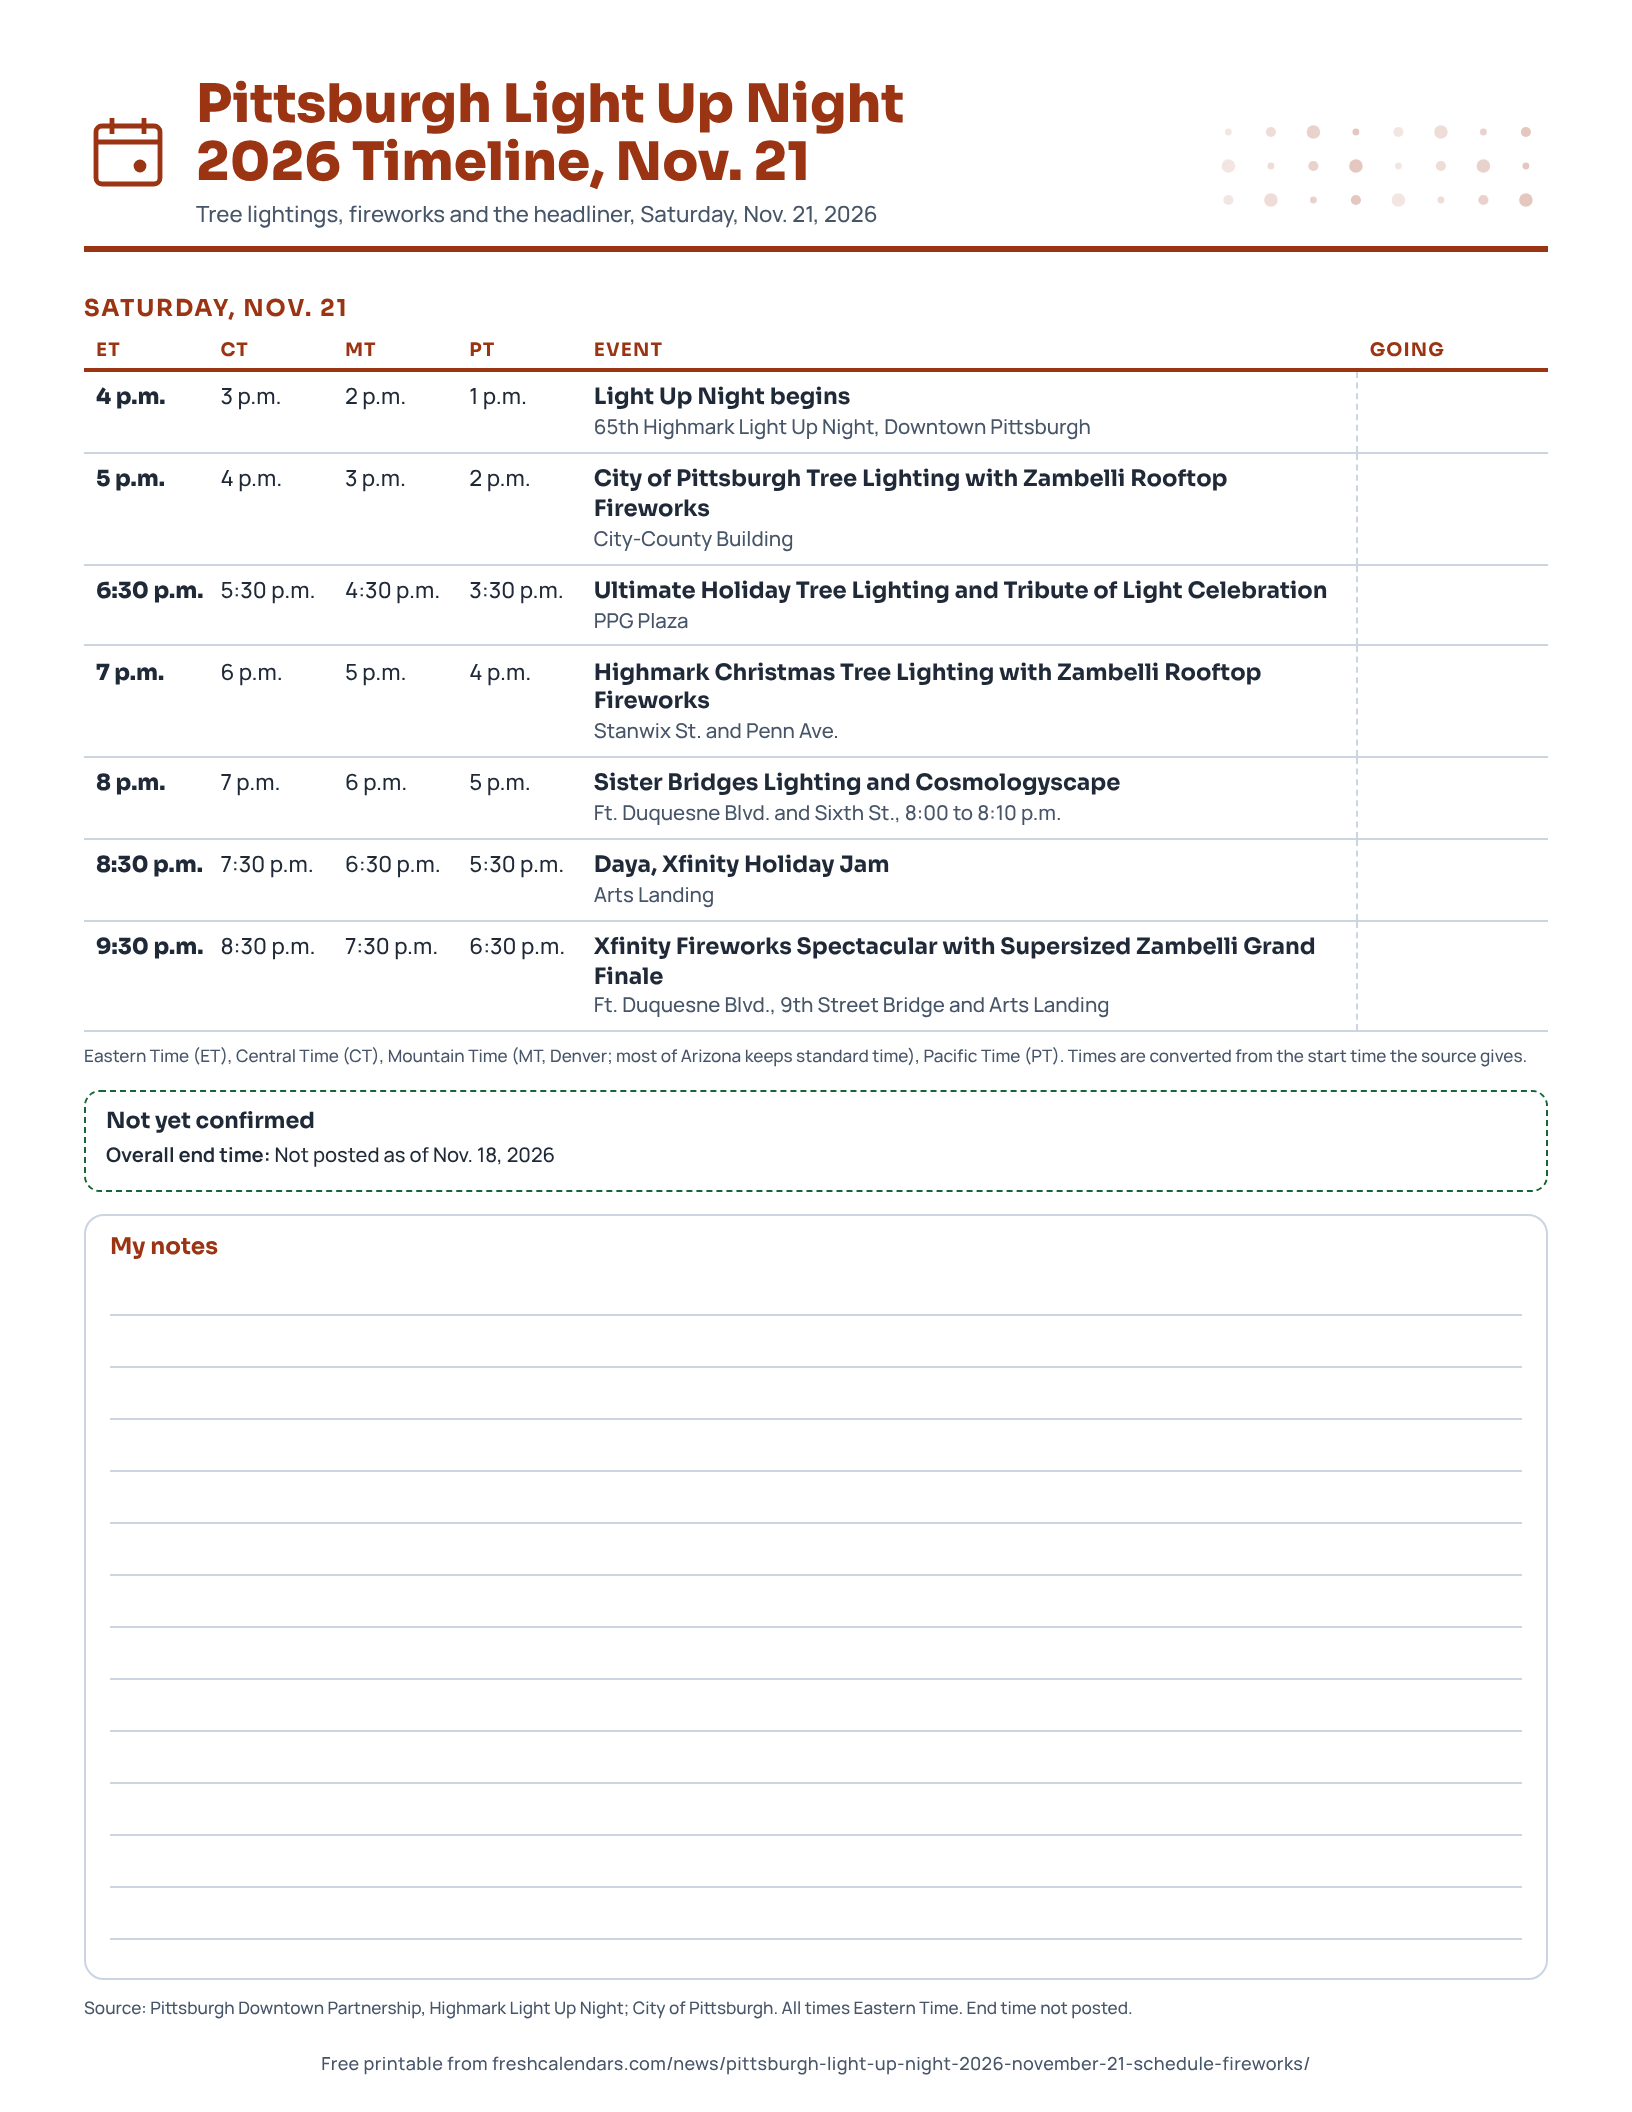 Pittsburgh Light Up Night
2026 Timeline, Nov. 21
Tree lightings, fireworks and the headliner, Saturday, Nov. 21, 2026
SATURDAY, NOV. 21
ET CT MT PT EVENT GOING
4 p.m. 3 p.m. 2 p.m. 1 p.m. Light Up Night begins
65th Highmark Light Up Night, Downtown Pittsburgh
5 p.m. 4 p.m. 3 p.m. 2 p.m. City of Pittsburgh Tree Lighting with Zambelli Rooftop
Fireworks
City-County Building
6:30 p.m. 5:30 p.m. 4:30 p.m. 3:30 p.m. Ultimate Holiday Tree Lighting and Tribute of Light Celebration
PPG Plaza
7 p.m. 6 p.m. 5 p.m. 4 p.m. Highmark Christmas Tree Lighting with Zambelli Rooftop
Fireworks
Stanwix St. and Penn Ave.
8 p.m. 7 p.m. 6 p.m. 5 p.m. Sister Bridges Lighting and Cosmologyscape
Ft. Duquesne Blvd. and Sixth St., 8:00 to 8:10 p.m.
8:30 p.m. 7:30 p.m. 6:30 p.m. 5:30 p.m. Daya, Xfinity Holiday Jam
Arts Landing
9:30 p.m. 8:30 p.m. 7:30 p.m. 6:30 p.m. Xfinity Fireworks Spectacular with Supersized Zambelli Grand
Finale
Ft. Duquesne Blvd., 9th Street Bridge and Arts Landing
Eastern Time (ET), Central Time (CT), Mountain Time (MT, Denver; most of Arizona keeps standard time), Pacific Time (PT). Times are converted from the start time the source gives.
Not yet confirmed
Overall end time: Not posted as of Nov. 18, 2026
My notes
Source: Pittsburgh Downtown Partnership, Highmark Light Up Night; City of Pittsburgh. All times Eastern Time. End time not posted.
Free printable from freshcalendars.com/news/pittsburgh-light-up-night-2026-november-21-schedule-fireworks/